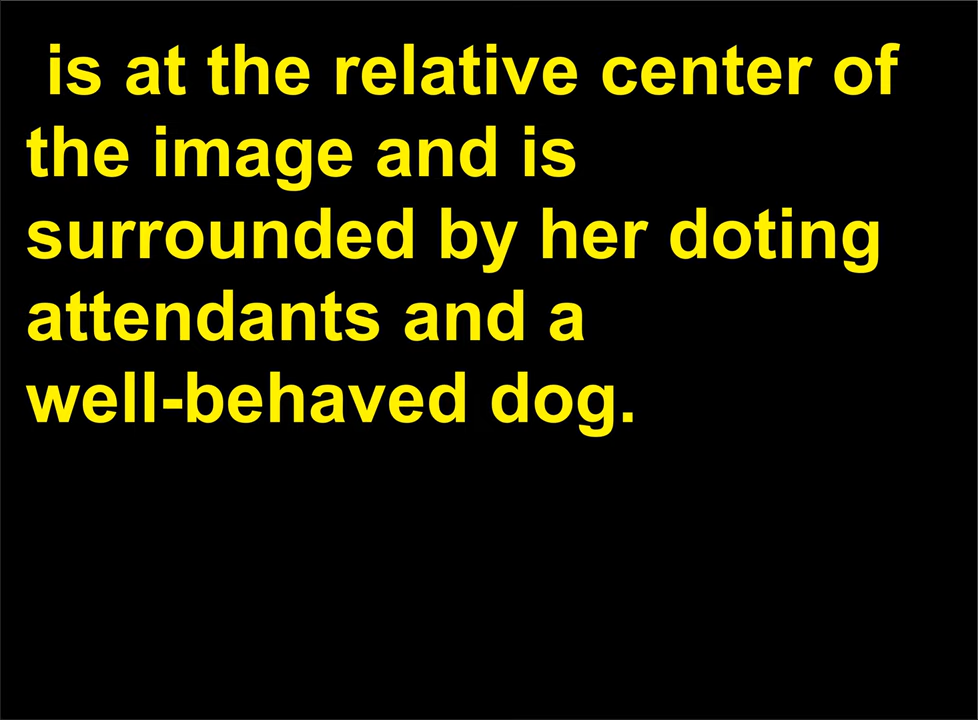 is at the relative center of
the image and is
surrounded by her doting
attendants and a
well-behaved dog.